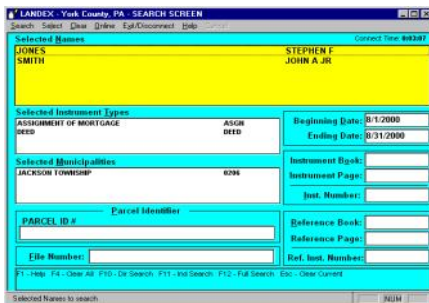 LANDEX - York County, PA - SEARCH SCREEN
Search Select Clear Online Exit/Disconnect Help
Selected Names Connect Time: 0:03:07
JONES STEPHEN F
SMITH JOHN A JR
Selected Instrument Types
ASSIGNMENT OF MORTGAGE ASGN
DEED DEED
Beginning Date: 8/1/2000
Ending Date: 8/31/2000
Selected Municipalities
JACKSON TOWNSHIP 0206
Instrument Book:
Instrument Page:
Inst. Number:
Parcel Identifier
PARCEL ID#
Reference Book:
Reference Page:
File Number:
Ref. Inst. Number:
F1 - Help F4 - Clear All F10 - Dir Search F11 - Ind Search F12 - Full Search Esc - Clear Current
Selected Names to search NUM